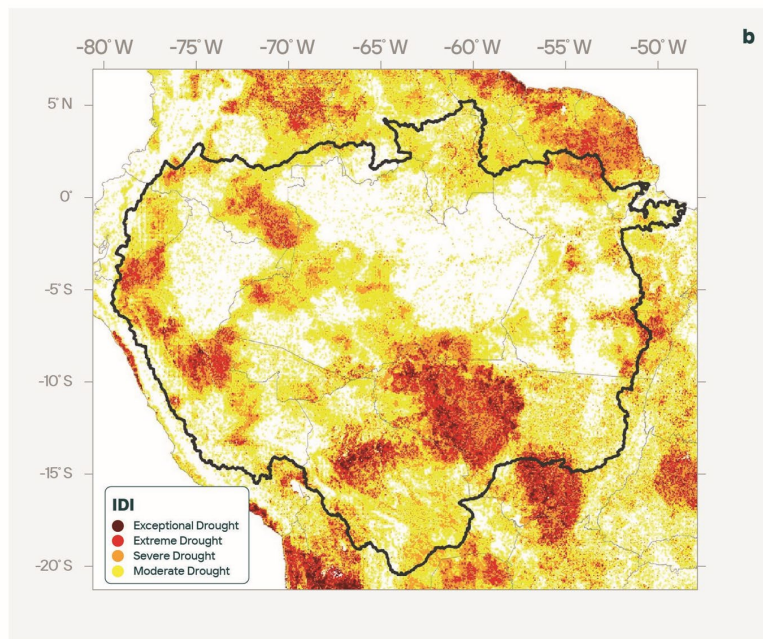 -80°W -75°W -70°W -65°W -60°W -55°W -50°W
b
5°N
0°
-5°S
-10°S
-15°S
-20°S
IDI
Exceptional Drought
Extreme Drought
Severe Drought
Moderate Drought